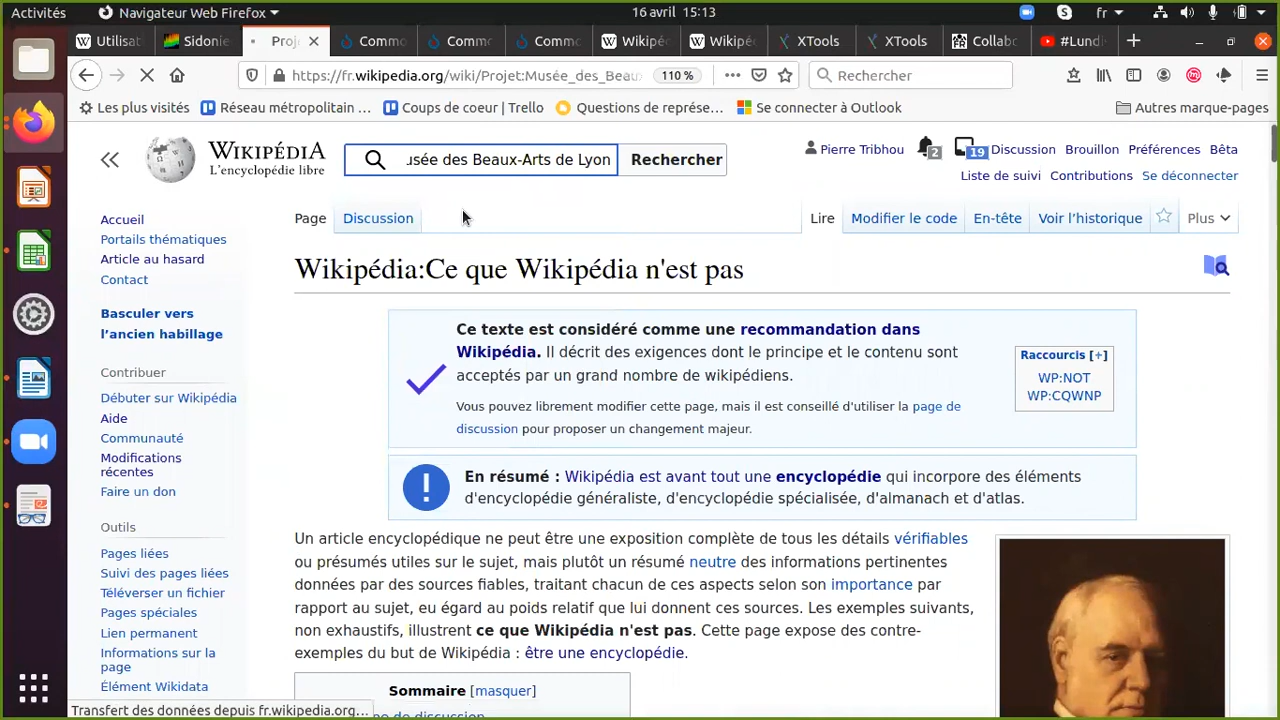 Activités
Navigateur Web Firefox
16 avril 15:13
fr
Utilisat
Sidonie
Proj
Commo
Comm
Comm
Wikipéc
Wikipéc
XTools
XTools
Collabo
#Lundi
https://fr.wikipedia.org/wiki/Projet:Musée_des_Beau
110 %
Rechercher
Les plus visités
Réseau métropolitain ...
Coups de coeur | Trello
Questions de représe...
Se connecter à Outlook
Autres marque-pages
WIKIPÉDIA
L'encyclopédie libre
usée des Beaux-Arts de Lyon
Rechercher
Pierre Tribhou
2
19
Discussion
Brouillon
Préférences
Bêta
Liste de suivi
Contributions
Se déconnecter
Page
Discussion
Lire
Modifier le code
En-tête
Voir l'historique
Plus
Accueil
Portails thématiques
Article au hasard
Contact
Basculer vers
l'ancien habillage
Contribuer
Débuter sur Wikipédia
Aide
Communauté
Modifications
récentes
Faire un don
Outils
Pages liées
Suivi des pages liées
Téléverser un fichier
Pages spéciales
Lien permanent
Informations sur la
page
Élément Wikidata
Wikipédia:Ce que Wikipédia n'est pas
Ce texte est considéré comme une recommandation dans
Wikipédia. Il décrit des exigences dont le principe et le contenu sont
acceptés par un grand nombre de wikipédiens.
Vous pouvez librement modifier cette page, mais il est conseillé d'utiliser la page de
discussion pour proposer un changement majeur.
Raccourcis [+]
WP:NOT
WP:CQWNP
En résumé : Wikipédia est avant tout une encyclopédie qui incorpore des éléments
d'encyclopédie généraliste, d'encyclopédie spécialisée, d'almanach et d'atlas.
Un article encyclopédique ne peut être une exposition complète de tous les détails vérifiables
ou présumés utiles sur le sujet, mais plutôt un résumé neutre des informations pertinentes
données par des sources fiables, traitant chacun de ces aspects selon son importance par
rapport au sujet, eu égard au poids relatif que lui donnent ces sources. Les exemples suivants,
non exhaustifs, illustrent ce que Wikipédia n'est pas. Cette page expose des contre-
exemples du but de Wikipédia : être une encyclopédie.
Sommaire [masquer]
ne de discussion
Transfert des données depuis fr.wikipedia.org...